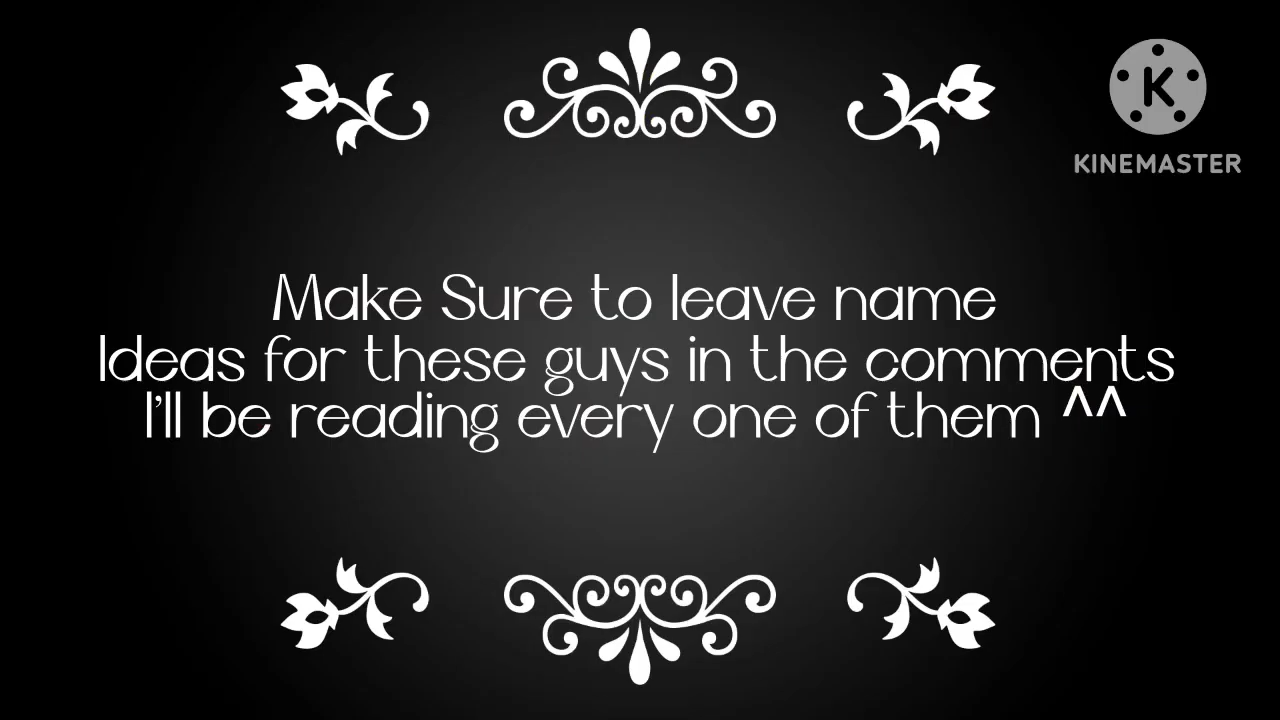 KINEMASTER
Make Sure to leave name
Ideas for these guys in the comments
I'll be reading every one of them ^^